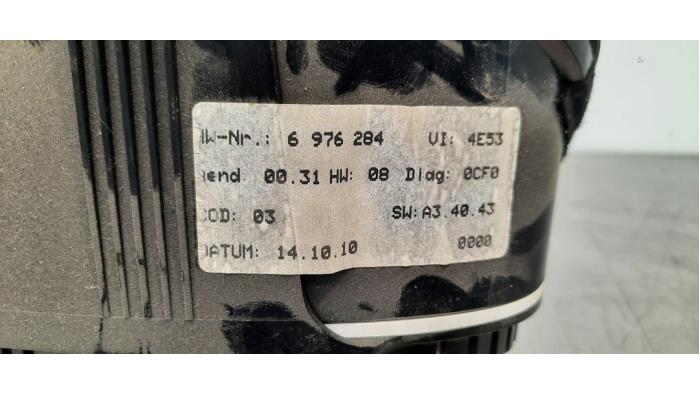 W-Nr.: 6 976 284 VI: 4E53
end 00.31 HW: 08 Diag: 0CF0
OD: 03 SW: A3.40.43
ATUM: 14.10.10 0000